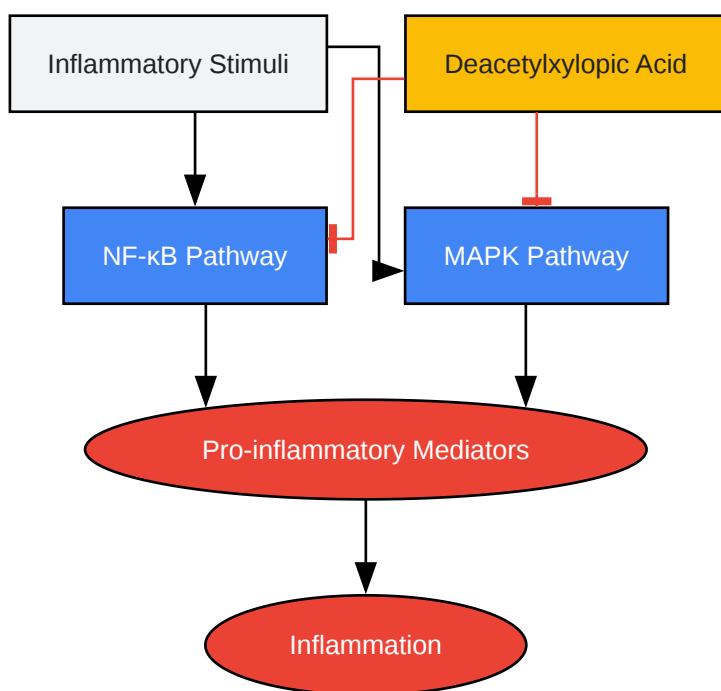 Inflammatory Stimuli
Deacetylxylopic Acid
NF-κB Pathway
MAPK Pathway
Pro-inflammatory Mediators
Inflammation